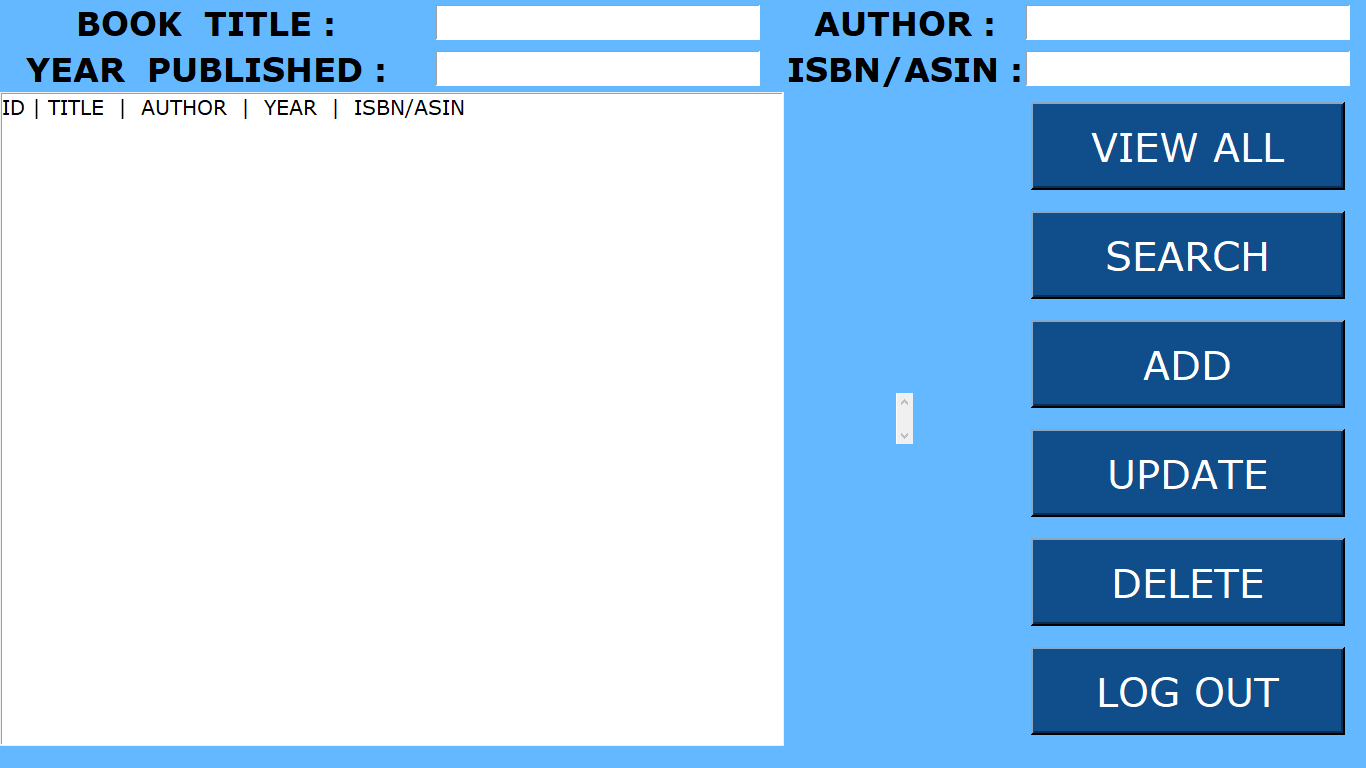 BOOK TITLE :
AUTHOR :
YEAR PUBLISHED :
ISBN/ASIN :
ID | TITLE | AUTHOR | YEAR | ISBN/ASIN
VIEW ALL
SEARCH
ADD
UPDATE
DELETE
LOG OUT